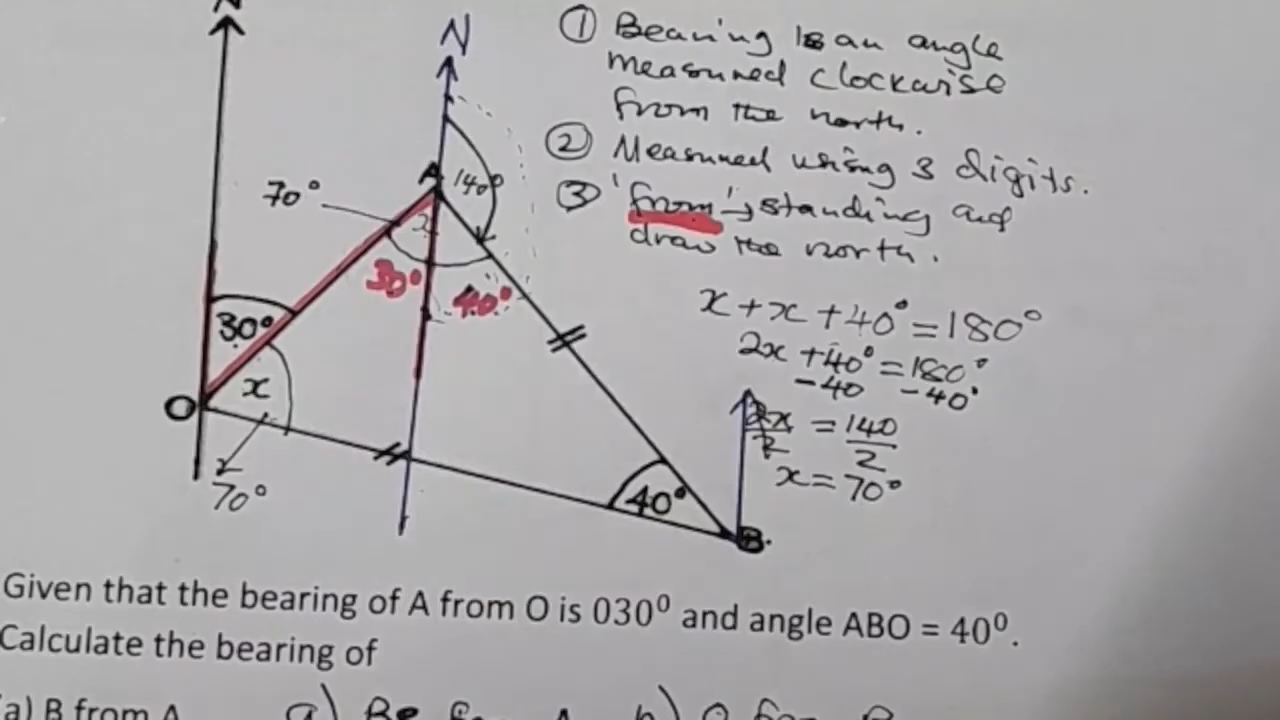 N
N
① Bearing is an angle
measured clockwise
from the north.
② Measured using 3 digits.
③ 'from' → standing and
draw the north.
A
140°
70°
x
30°
40°
30°
x
O
70°
40°
B
x + x + 40° = 180°
2x + 40° = 180°
-40 -40°
2x/2 = 140/2
x = 70°
Given that the bearing of A from O is 030⁰ and angle ABO = 40⁰.
Calculate the bearing of
(a) B from A
a)
b)